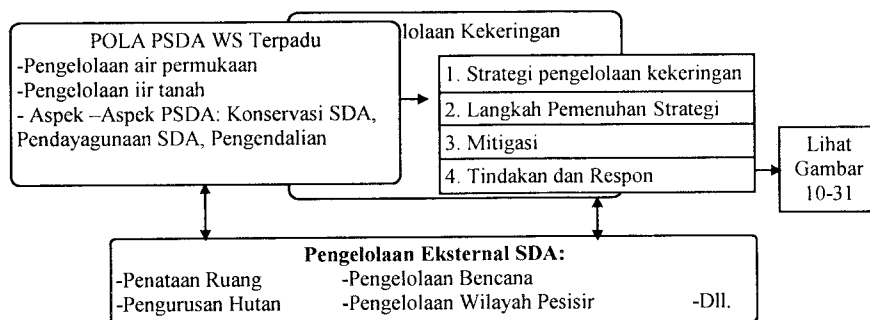 POLA PSDA WS Terpadu
-Pengelolaan air permukaan
-Pengelolaan iir tanah
- Aspek –Aspek PSDA: Konservasi SDA,
Pendayagunaan SDA, Pengendalian
lolaan Kekeringan
1. Strategi pengelolaan kekeringan
2. Langkah Pemenuhan Strategi
3. Mitigasi
4. Tindakan dan Respon
Lihat
Gambar
10-31
Pengelolaan Eksternal SDA:
-Penataan Ruang -Pengelolaan Bencana
-Pengurusan Hutan -Pengelolaan Wilayah Pesisir -Dll.